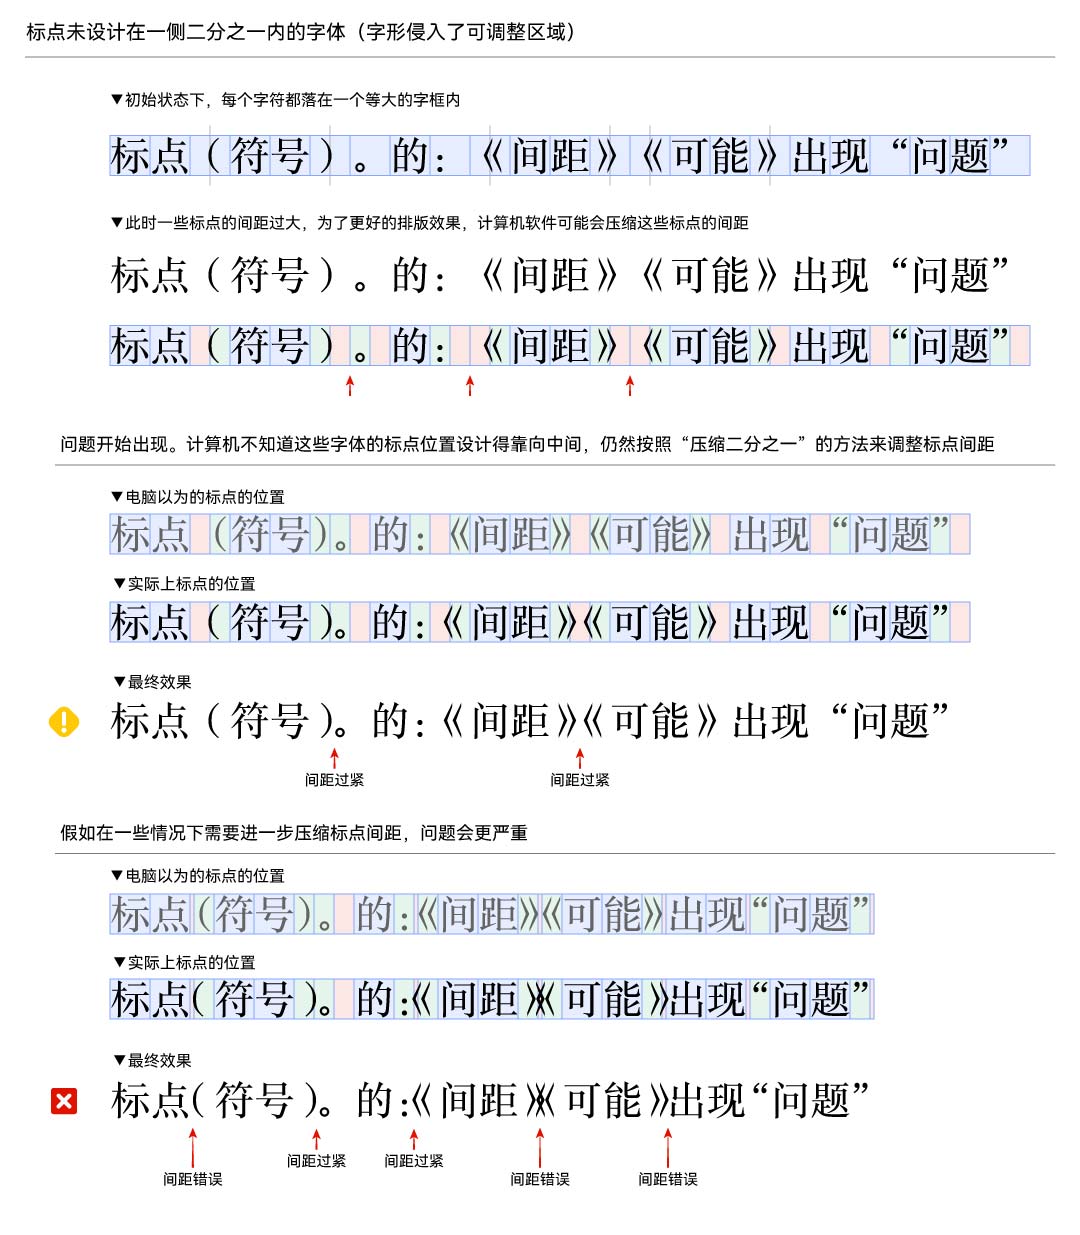 标点未设计在一侧二分之一内的字体（字形侵入了可调整区域）
▼初始状态下，每个字符都落在一个等大的字框内
标点（符号）。的：《间距》《可能》出现“问题”
▼此时一些标点的间距过大，为了更好的排版效果，计算机软件可能会压缩这些标点的间距
标点（符号）。的：《间距》《可能》出现“问题”
标点（符号）。的：《间距》《可能》出现“问题”
问题开始出现。计算机不知道这些字体的标点位置设计得靠向中间，仍然按照“压缩二分之一”的方法来调整标点间距
▼电脑以为的标点的位置
标点（符号）。的：《间距》《可能》出现“问题”
▼实际上标点的位置
标点（符号）。的：《间距》《可能》出现“问题”
▼最终效果
标点（符号）。的：《间距》《可能》出现“问题”
间距过紧 间距过紧
假如在一些情况下需要进一步压缩标点间距，问题会更严重
▼电脑以为的标点的位置
标点（符号）。的：《间距》《可能》出现“问题”
▼实际上标点的位置
标点（符号）。的：《间距》《可能》出现“问题”
▼最终效果
标点（符号）。的：《间距》《可能》出现“问题”
间距过紧 间距过紧
间距错误 间距错误 间距错误